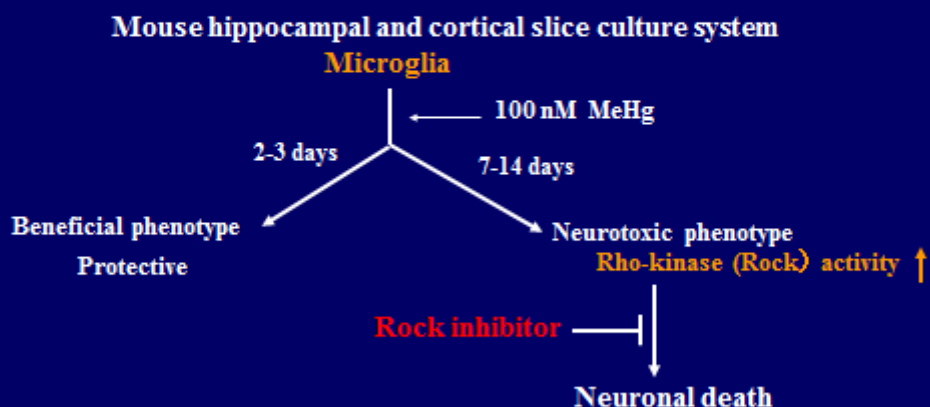 Mouse hippocampal and cortical slice culture system
Microglia
100 nM MeHg
2-3 days
7-14 days
Beneficial phenotype
Protective
Neurotoxic phenotype
Rho-kinase (Rock) activity ↑
Rock inhibitor
Neuronal death